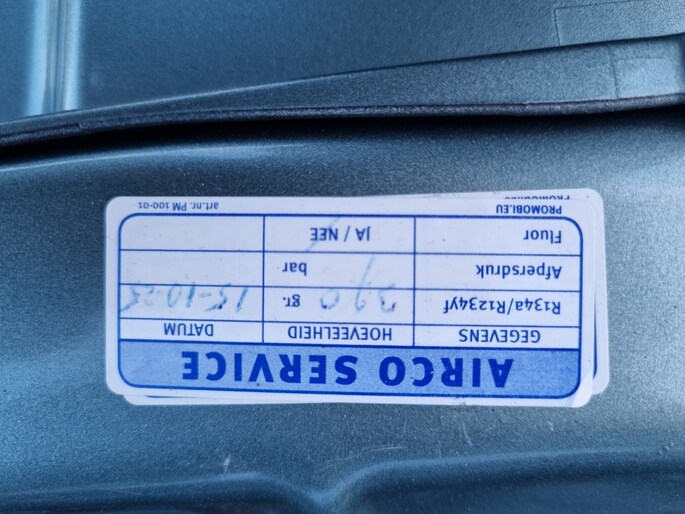 AIRCO SERVICE
GEGEVENS HOEVEELHEID DATUM
R134a/R1234yf 390 gr. 15-10-25
Afpersdruk bar
Fluor JA / NEE
PROMOBI.EU art.nr. PM 100-01